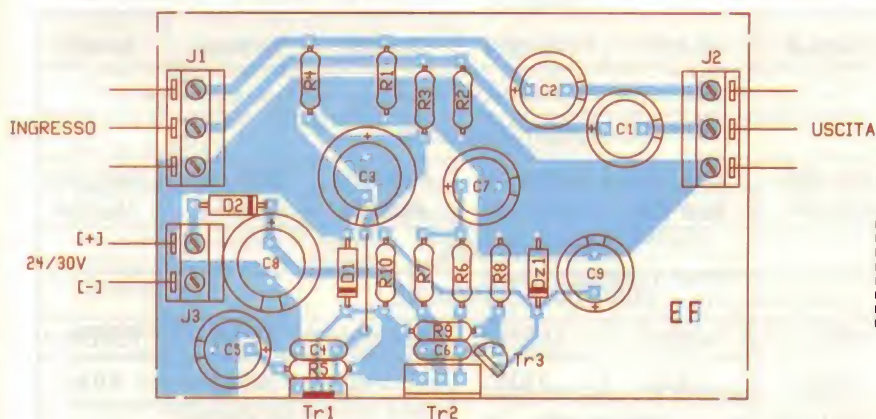 J1
J2
R4
R1
R3
R2
C2
C1
INGRESSO
USCITA
C3
C7
D2
[+]
24/30V
[-]
C8
D1
R10
R7
R6
R8
Dz1
C9
J3
EF
R9
C5
C4
C6
Tr3
R5
Tr1
Tr2